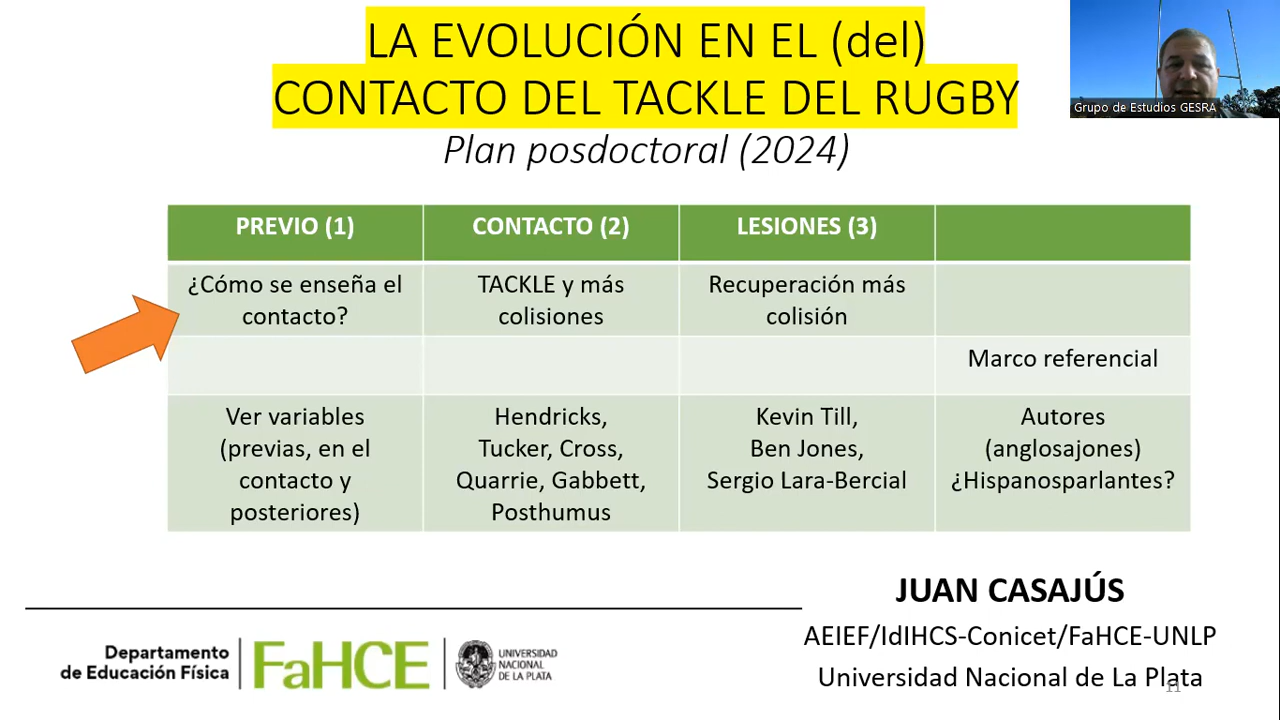 LA EVOLUCIÓN EN EL (del)
CONTACTO DEL TACKLE DEL RUGBY
Plan posdoctoral (2024)
Grupo de Estudios GESRA
PREVIO (1)
CONTACTO (2)
LESIONES (3)
¿Cómo se enseña el
contacto?
TACKLE y más
colisiones
Recuperación más
colisión
Marco referencial
Ver variables
(previas, en el
contacto y
posteriores)
Hendricks,
Tucker, Cross,
Quarrie, Gabbett,
Posthumus
Kevin Till,
Ben Jones,
Sergio Lara-Bercial
Autores
(anglosajones)
¿Hispanosparlantes?
JUAN CASAJÚS
AEIEF/IdIHCS-Conicet/FaHCE-UNLP
Universidad Nacional de La Plata
11
Departamento
de Educación Física
FaHCE
UNIVERSIDAD
NACIONAL
DE LA PLATA